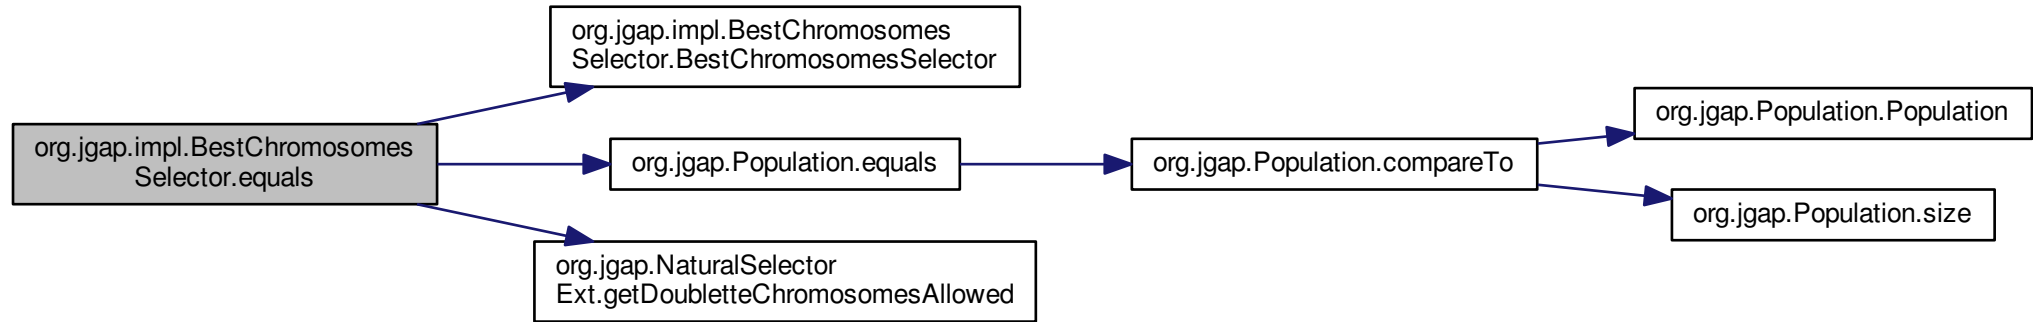 org.jgap.impl.BestChromosomes
Selector.equals
org.jgap.impl.BestChromosomes
Selector.BestChromosomesSelector
org.jgap.Population.equals
org.jgap.NaturalSelector
Ext.getDoubletteChromosomesAllowed
org.jgap.Population.compareTo
org.jgap.Population.Population
org.jgap.Population.size